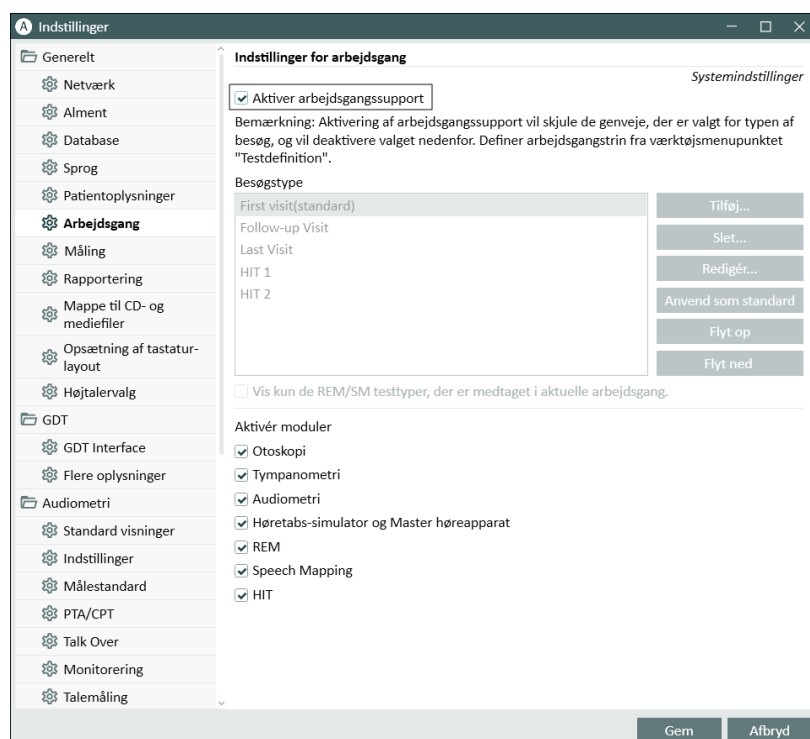 A Indstillinger
Generelt
Netværk
Alment
Database
Sprog
Patientoplysninger
Arbejdsgang
Måling
Rapportering
Mappe til CD- og
mediefiler
Opsætning af tastatur-
layout
Højtalervalg
GDT
GDT Interface
Flere oplysninger
Audiometri
Standard visninger
Indstillinger
Målestandard
PTA/CPT
Talk Over
Monitorering
Talemåling
Indstillinger for arbejdsgang
Systemindstillinger
Aktiver arbejdsgangssupport
Bemærkning: Aktivering af arbejdsgangssupport vil skjule de genveje, der er valgt for typen af
besøg, og vil deaktivere valget nedenfor. Definer arbejdsgangstrin fra værktøjsmenupunktet
"Testdefinition".
Besøgstype
First visit(standard)
Follow-up Visit
Last Visit
HIT 1
HIT 2
Tilføj...
Slet...
Redigér...
Anvend som standard
Flyt op
Flyt ned
Vis kun de REM/SM testtyper, der er medtaget i aktuelle arbejdsgang.
Aktivér moduler
Otoskopi
Tympanometri
Audiometri
Høretabs-simulator og Master høreapparat
REM
Speech Mapping
HIT
Gem
Afbryd